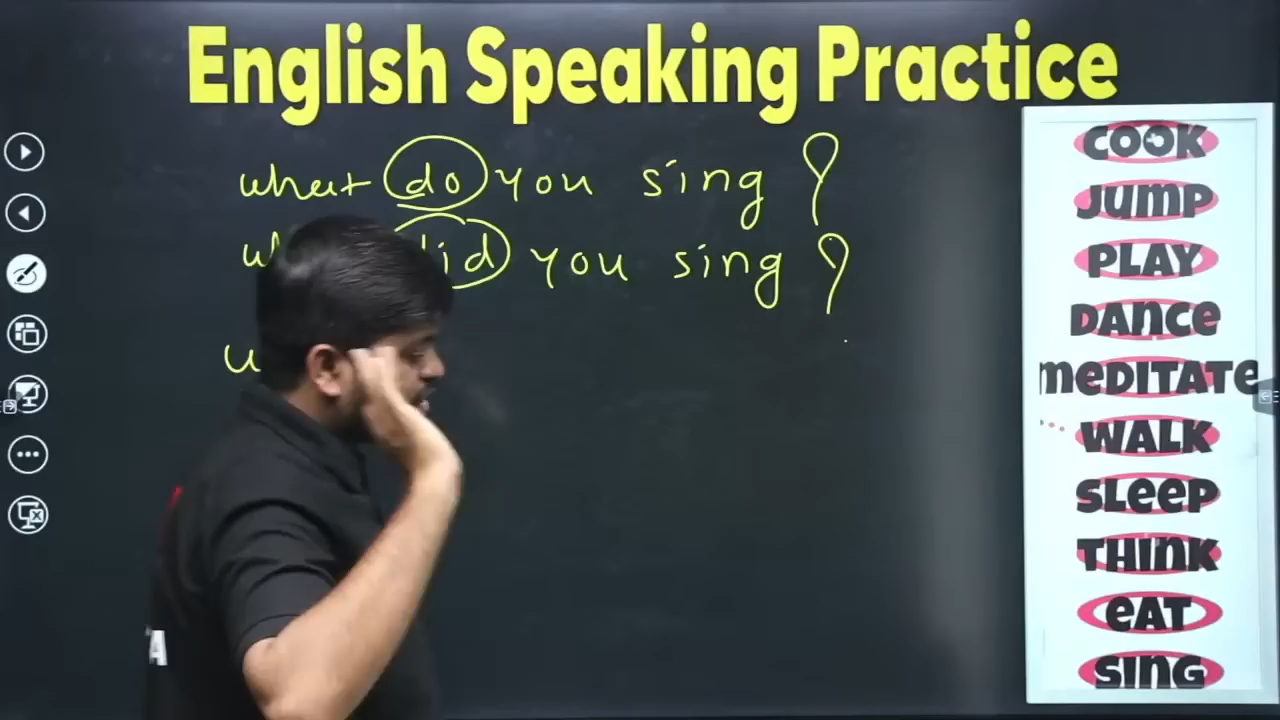 English Speaking Practice
what do you sing ?
did you sing ?
COOK
JUMP
PLAY
DANCE
MEDITATE
WALK
SLEEP
THINK
EAT
SING